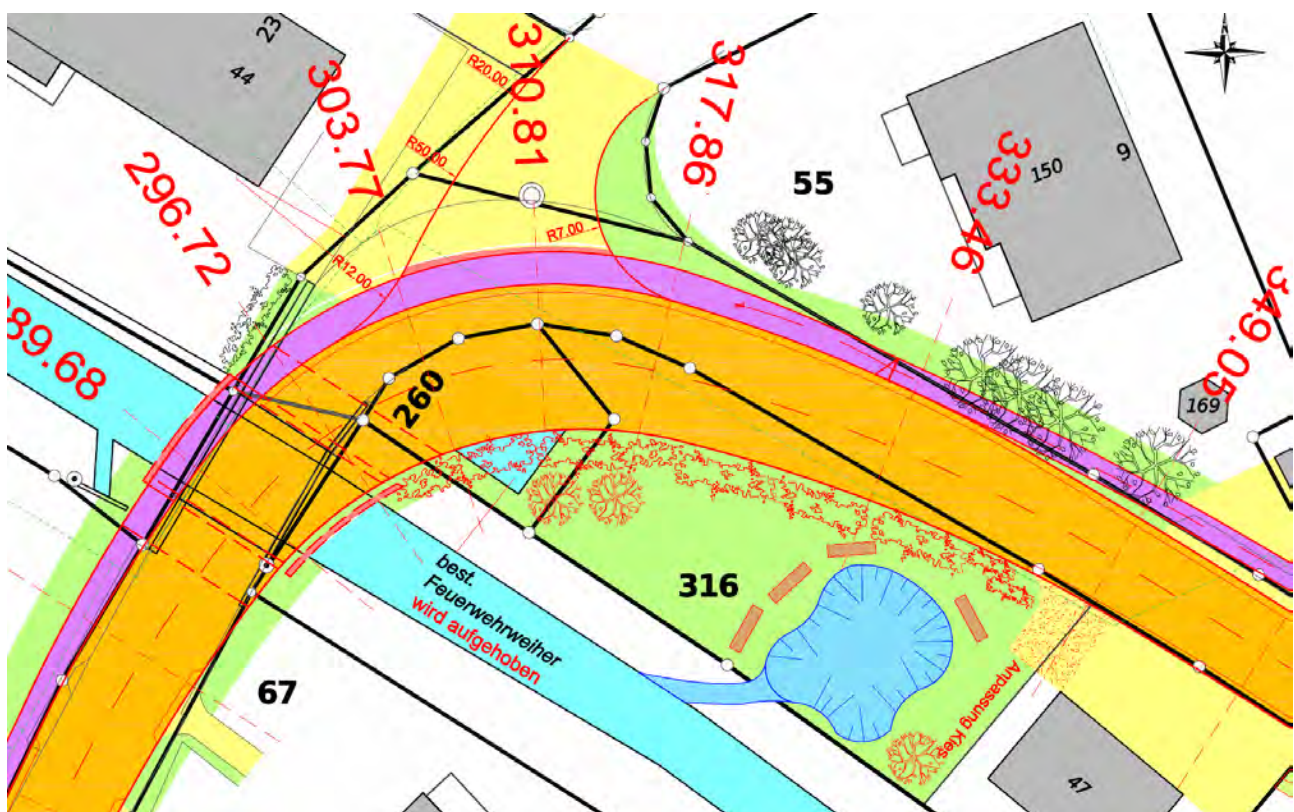 23
44
303.77
R20.00
310.81
317.86
R50.00
55
333.46
150
9
296.72
R12.00
R7.00
349.05
169
89.68
260
best.
Feuerwehrweiher
wird aufgehoben
316
67
Anpassung Kies
47